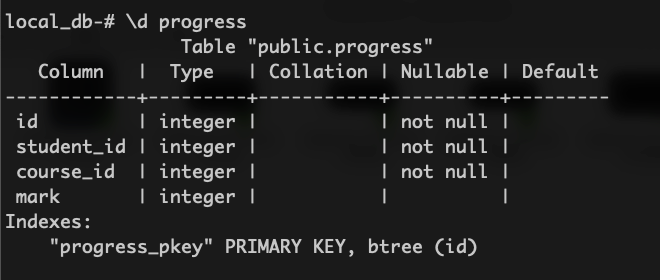 local_db-# \d progress
              Table "public.progress"
   Column   |  Type   | Collation | Nullable | Default
------------+---------+-----------+----------+---------
 id         | integer |           | not null |
 student_id | integer |           | not null |
 course_id  | integer |           | not null |
 mark       | integer |           |          |
Indexes:
    "progress_pkey" PRIMARY KEY, btree (id)